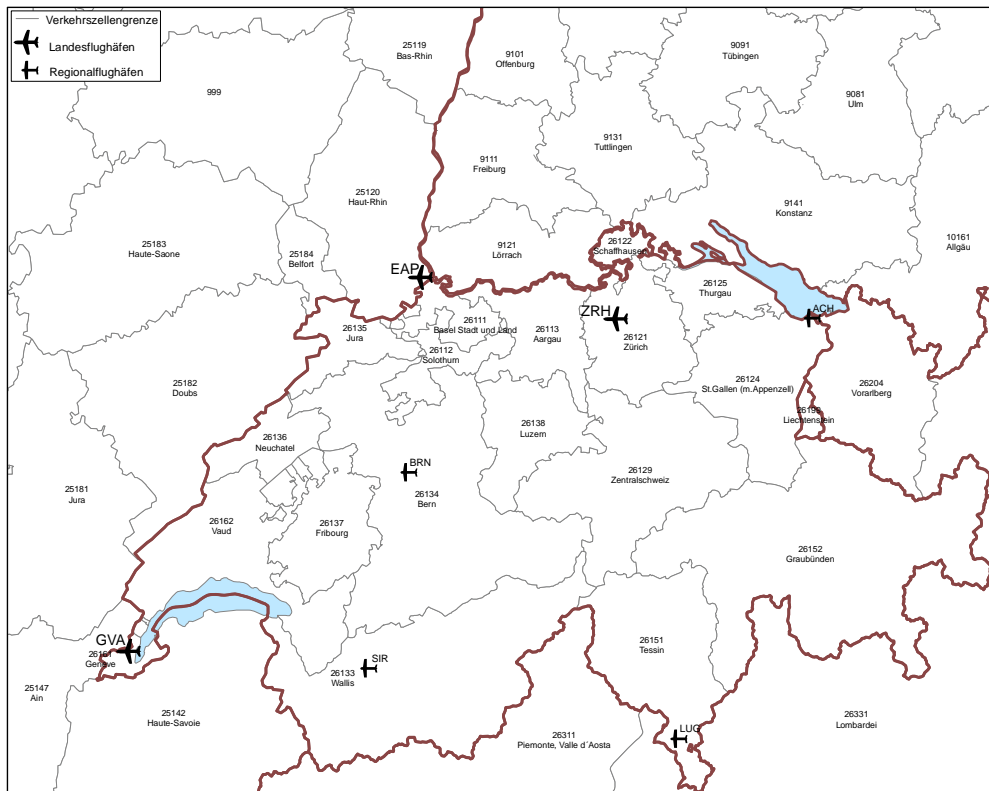 Verkehrszellengrenze
Landesflughäfen
Regionalflughäfen
25119
Bas-Rhin
9101
Offenburg
9091
Tübingen
9081
Ulm
999
9131
Tuttlingen
9111
Freiburg
25120
Haut-Rhin
9141
Konstanz
10161
Allgäu
25183
Haute-Saone
25184
Belfort
9121
Lörrach
26122
Schaffhausen
EAP
26125
Thurgau
ZRH
ACH
26135
Jura
26111
Basel Stadt und Land
26113
Aargau
26121
Zürich
26112
Solothurn
25182
Doubs
26124
St.Gallen (m.Appenzell)
26204
Vorarlberg
26196
Liechtenstein
26136
Neuchatel
26138
Luzern
BRN
26129
Zentralschweiz
26134
Bern
25181
Jura
26162
Vaud
26137
Fribourg
26152
Graubünden
GVA
26161
Genève
26151
Tessin
SIR
26133
Wallis
25147
Ain
25142
Haute-Savoie
LUG
26311
Piemonte, Valle d´Aosta
26331
Lombardei